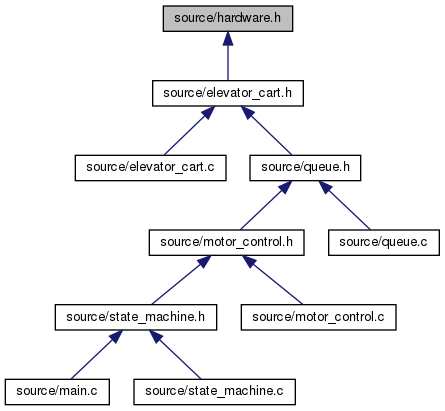 source/hardware.h
source/elevator_cart.h
source/elevator_cart.c
source/queue.h
source/motor_control.h
source/queue.c
source/state_machine.h
source/motor_control.c
source/main.c
source/state_machine.c